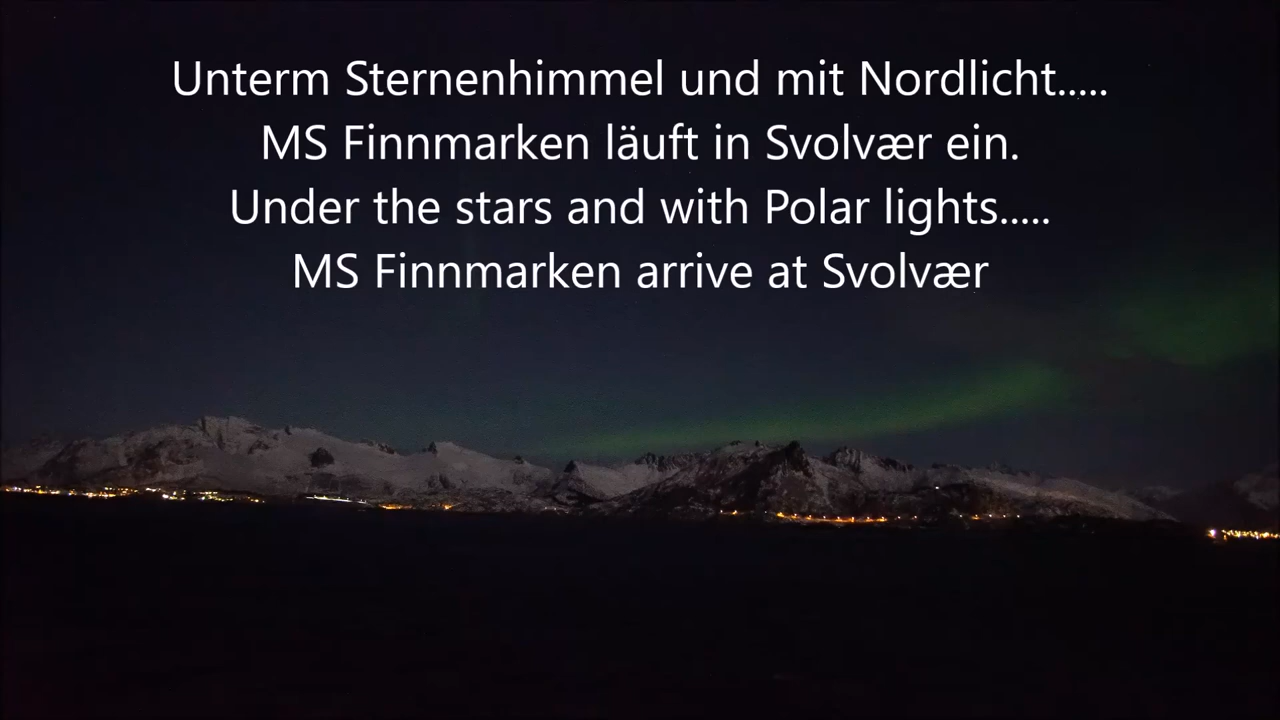 Unterm Sternenhimmel und mit Nordlicht.....
MS Finnmarken läuft in Svolvær ein.
Under the stars and with Polar lights.....
MS Finnmarken arrive at Svolvær